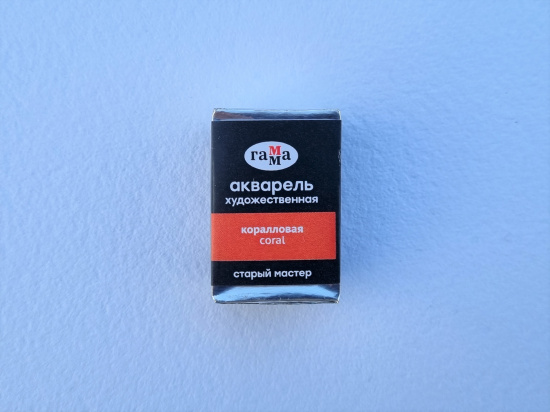 гамма
акварель
художественная
коралловая
coral
старый мастер